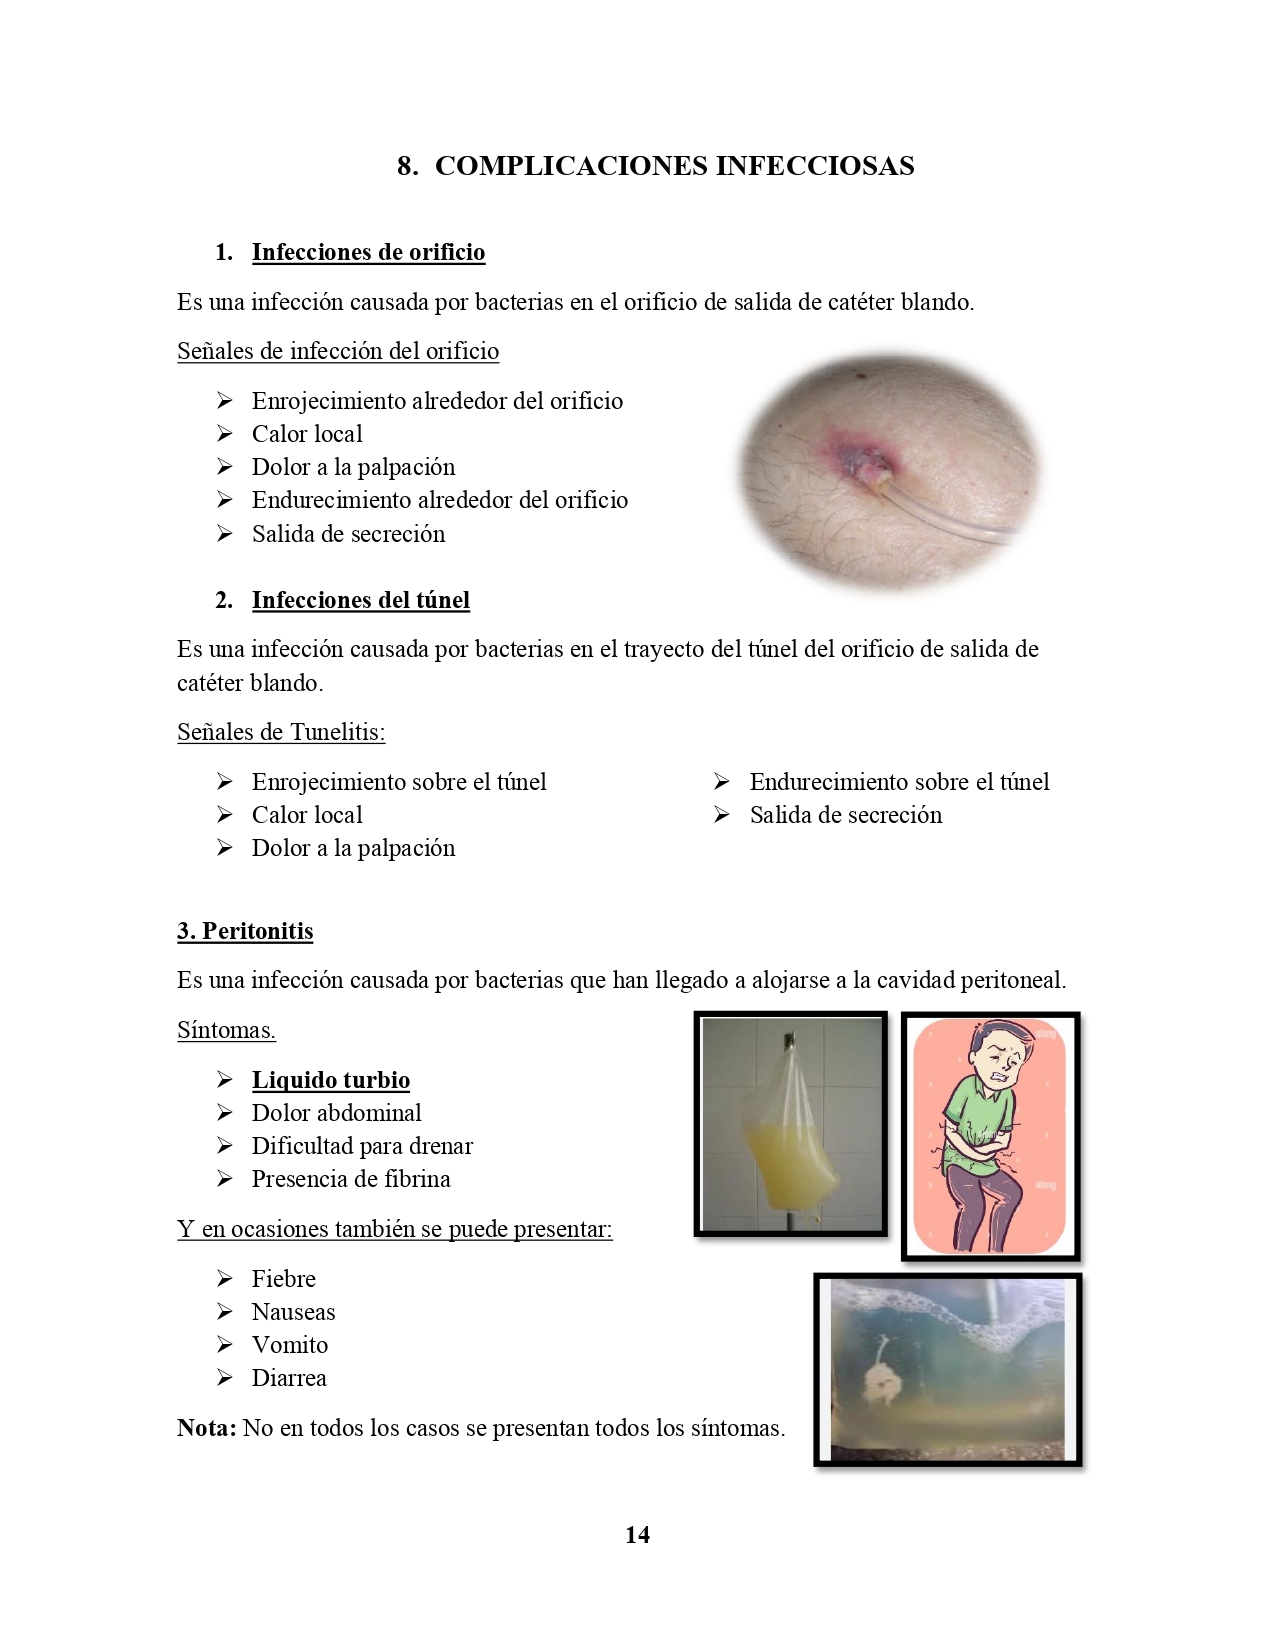 8. COMPLICACIONES INFECCIOSAS
1. Infecciones de orificio
Es una infección causada por bacterias en el orificio de salida de catéter blando.
Señales de infección del orificio
➢ Enrojecimiento alrededor del orificio
➢ Calor local
➢ Dolor a la palpación
➢ Endurecimiento alrededor del orificio
➢ Salida de secreción
2. Infecciones del túnel
Es una infección causada por bacterias en el trayecto del túnel del orificio de salida de
catéter blando.
Señales de Tunelitis:
➢ Enrojecimiento sobre el túnel
➢ Calor local
➢ Dolor a la palpación
➢ Endurecimiento sobre el túnel
➢ Salida de secreción
3. Peritonitis
Es una infección causada por bacterias que han llegado a alojarse a la cavidad peritoneal.
Síntomas.
➢ Liquido turbio
➢ Dolor abdominal
➢ Dificultad para drenar
➢ Presencia de fibrina
Y en ocasiones también se puede presentar:
➢ Fiebre
➢ Nauseas
➢ Vomito
➢ Diarrea
Nota: No en todos los casos se presentan todos los síntomas.
14